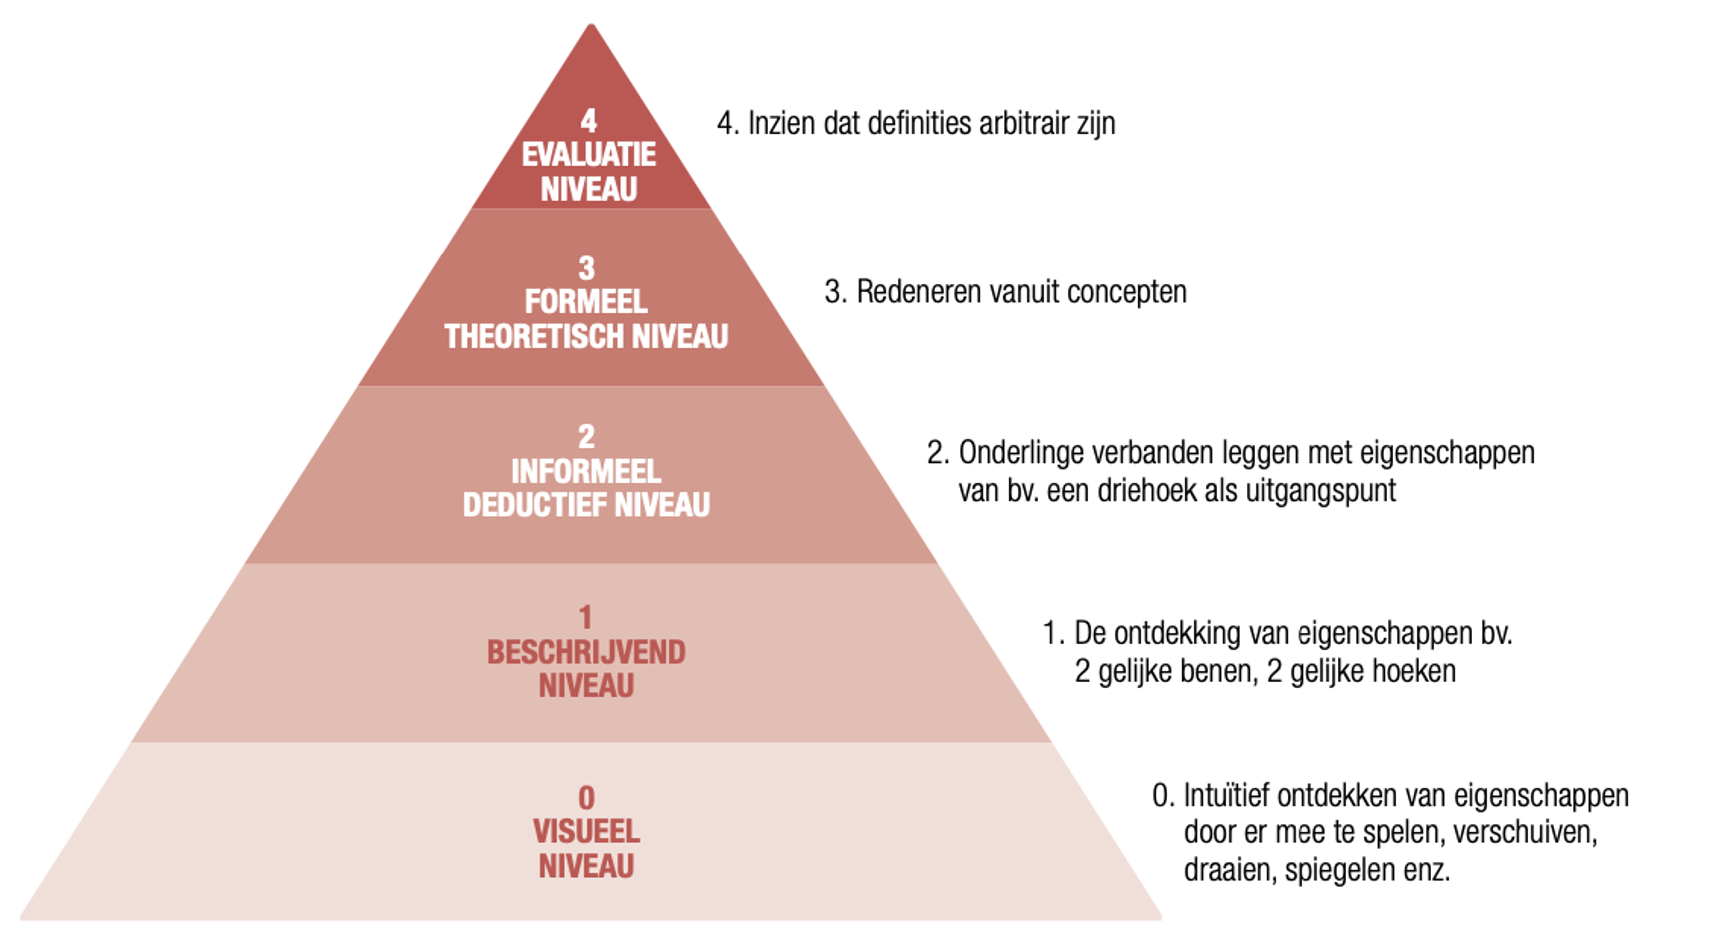 4
EVALUATIE
NIVEAU
4. Inzien dat definities arbitrair zijn
3
FORMEEL
THEORETISCH NIVEAU
3. Redeneren vanuit concepten
2
INFORMEEL
DEDUCTIEF NIVEAU
2. Onderlinge verbanden leggen met eigenschappen
van bv. een driehoek als uitgangspunt
1
BESCHRIJVEND
NIVEAU
1. De ontdekking van eigenschappen bv.
2 gelijke benen, 2 gelijke hoeken
0
VISUEEL
NIVEAU
0. Intuïtief ontdekken van eigenschappen
door er mee te spelen, verschuiven,
draaien, spiegelen enz.